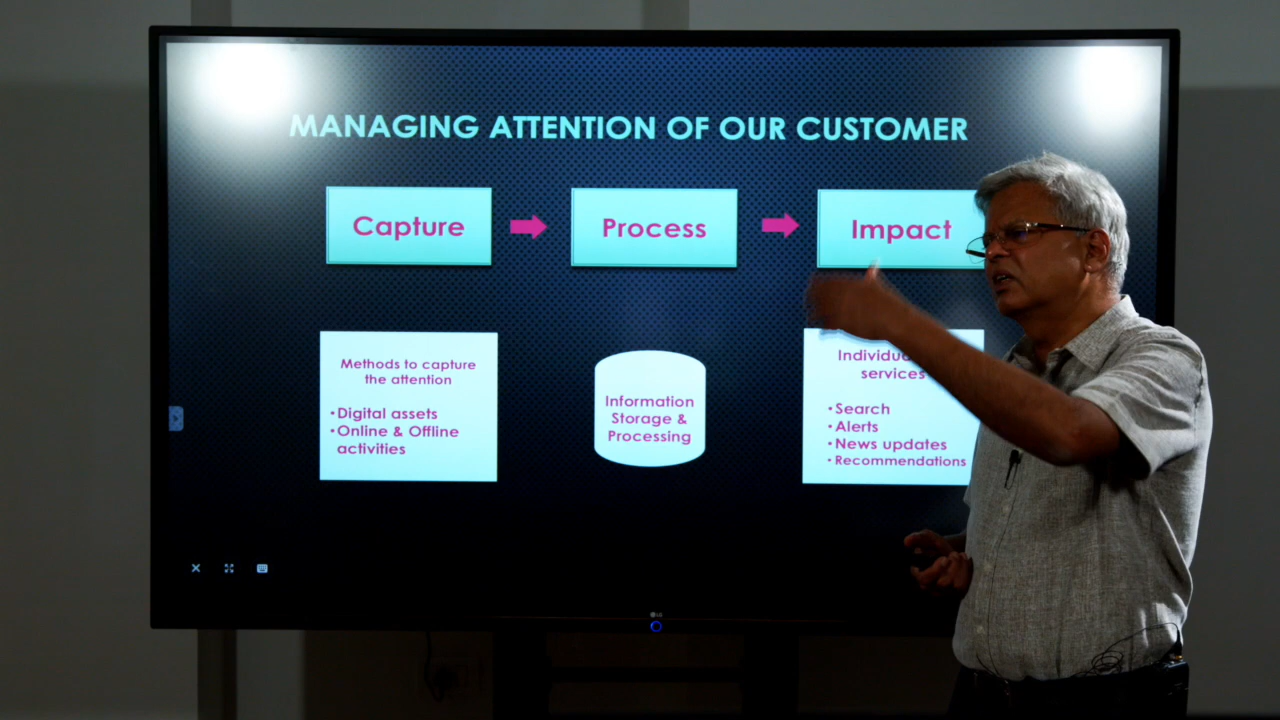 MANAGING ATTENTION OF OUR CUSTOMER
Capture
Process
Impact
Methods to capture
the attention
•Digital assets
•Online & Offline
activities
Information
Storage &
Processing
services
•Search
•Alerts
•News updates
•Recommendations
LG